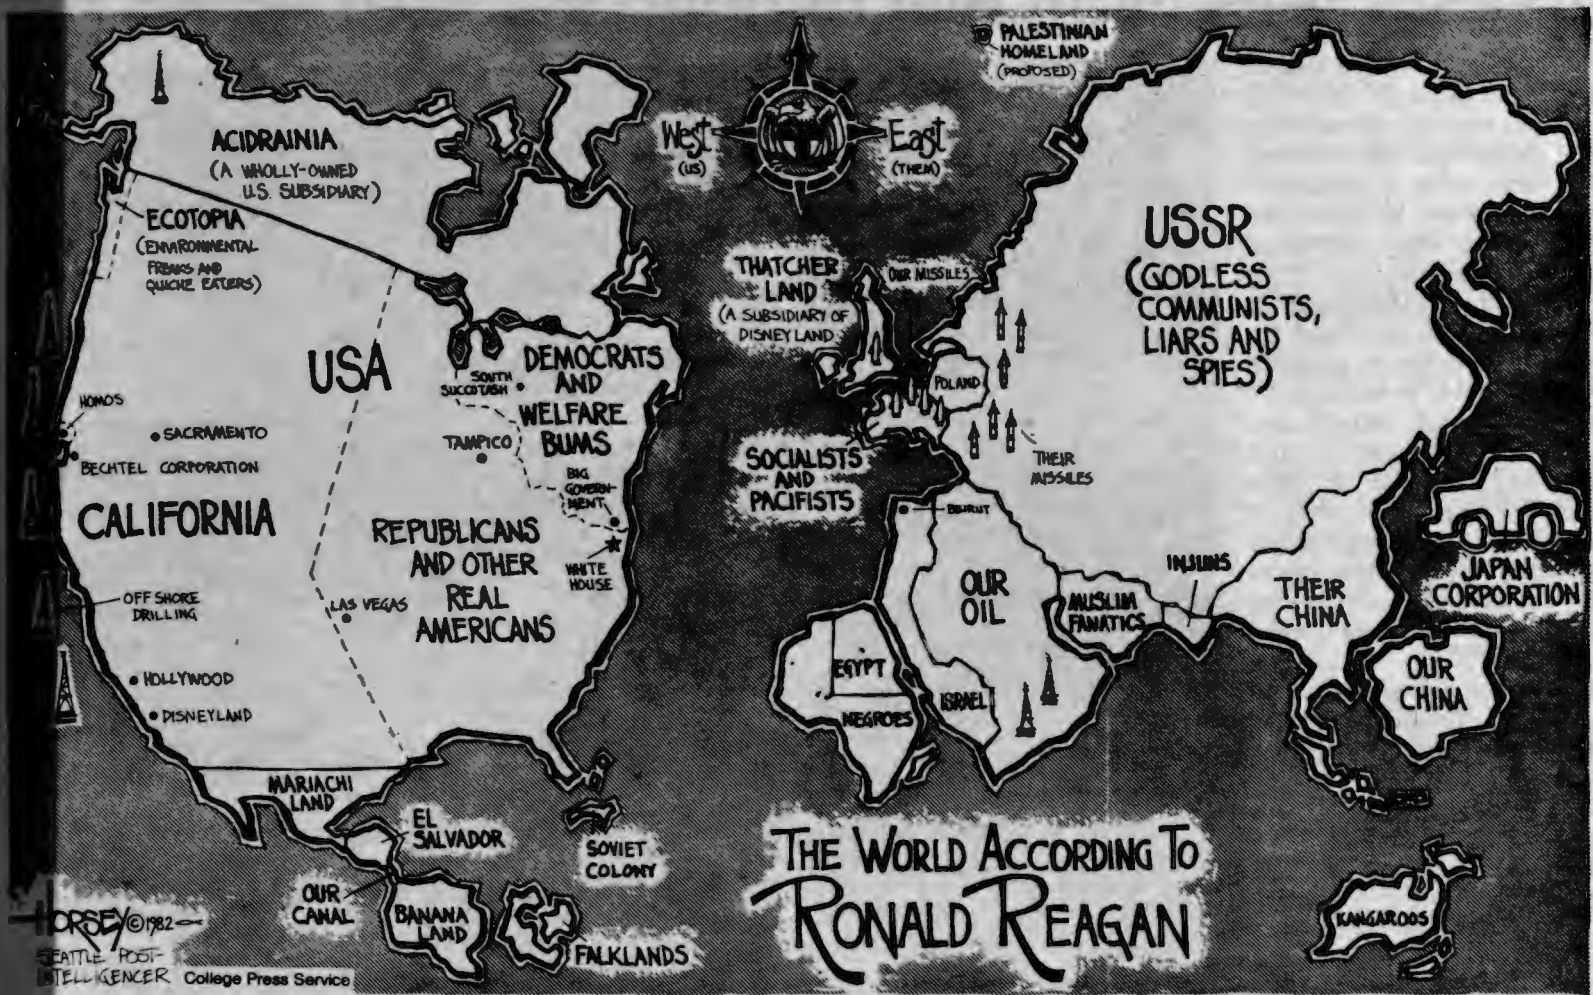 PALESTINIAN
HOMELAND
(PROPOSED)
West
(US)
East
(THEM)
ACIDRAINIA
(A WHOLLY-OWNED
U.S. SUBSIDIARY)
ECOTOPIA
(ENVIRONMENTAL
FREAKS AND
QUICHE EATERS)
USA
HOMOS
SACRAMENTO
BECHTEL CORPORATION
CALIFORNIA
OFF SHORE
DRILLING
HOLLYWOOD
DISNEYLAND
SOUTH
SUCCOTASH
DEMOCRATS
AND
WELFARE
BUMS
TAMPICO
BIG
GOVERN-
MENT
WHITE
HOUSE
REPUBLICANS
AND OTHER
REAL
AMERICANS
LAS VEGAS
MARIACHI
LAND
EL
SALVADOR
OUR
CANAL
BANANA
LAND
SOVIET
COLONY
FALKLANDS
THATCHER
LAND
(A SUBSIDIARY OF
DISNEYLAND)
OUR MISSILES
POLAND
SOCIALISTS
AND
PACIFISTS
THEIR
MISSILES
USSR
(GODLESS
COMMUNISTS,
LIARS AND
SPIES)
BEIRUT
OUR
OIL
MUSLIM
FANATICS
INJUNS
THEIR
CHINA
JAPAN
CORPORATION
OUR
CHINA
EGYPT
NEGROES
ISRAEL
KANGAROOS
THE WORLD ACCORDING TO
RONALD REAGAN
HORSEY ©1982
SEATTLE POST-
INTELLIGENCER
College Press Service